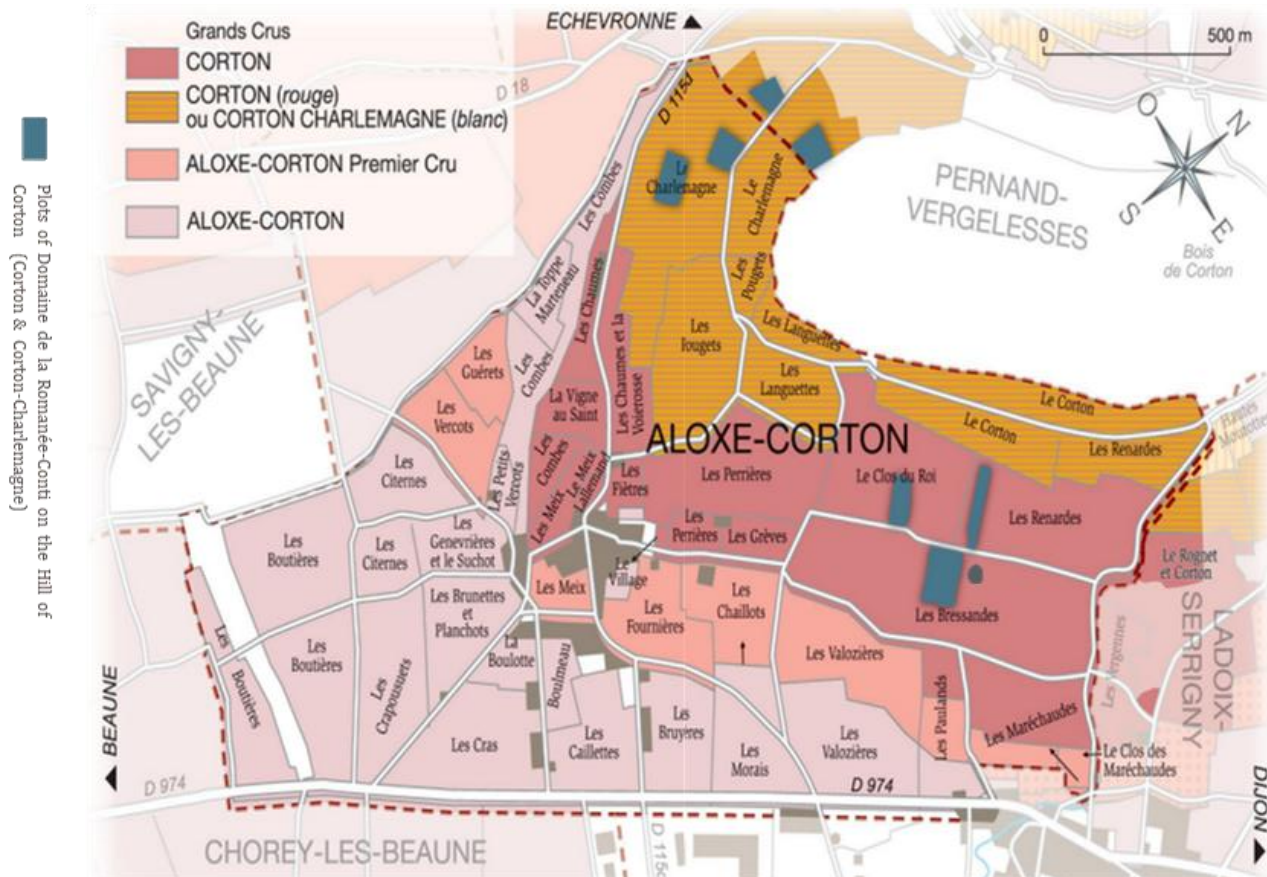 Plots of Domaine de la Romanée-Conti on the Hill of
Corton (Corton & Corton-Charlemagne)
Grands Crus
CORTON
CORTON (rouge)
ou CORTON CHARLEMAGNE (blanc)
ALOXE-CORTON Premier Cru
ALOXE-CORTON
ECHEVRONNE
0
500 m
D 18
D 115d
O
N
S
E
PERNAND-
VERGELESSES
Bois
de Corton
Le
Charlemagne
Le Charlemagne
Les Combes
La Toppe
Marteneau
Les Chaumes
Les
Pougets
Les Languettes
Les
Guérets
Les
Combes
Les Chaumes et la
Voierosse
Les
Fougets
Les
Languettes
Le Corton
Le Corton
Les Renardes
Hautes
SAVIGNY-
LES-BEAUNE
Les
Vercots
La Vigne
au Saint
ALOXE-CORTON
Les
Citernes
Les Petits
Vercots
Les
Combes
Les Meix
Le Meix
Lallemand
Les
Fiètres
Les Perrières
Le Clos du Roi
Les Renardes
Les
Boutières
Les
Citernes
Les
Genevrières
et le Suchot
Les
Perrières
Les Grèves
Le Rognet
et Corton
Le
Village
Les Meix
Les Brunettes
et
Planchots
Les
Fournières
Les
Chaillots
Les Bressandes
Les Vergennes
LADOIX-
SERRIGNY
Les
Boutières
Les
Boutières
Les
Crapousuets
La
Boulotte
Boulmeau
Les Valozières
Les Paulands
Les Maréchaudes
Les Cras
Les
Caillettes
Les
Bruyères
Les
Morais
Les
Valozières
Le Clos des
Maréchaudes
BEAUNE
D 974
D 974
DIJON
CHOREY-LES-BEAUNE
D 115d